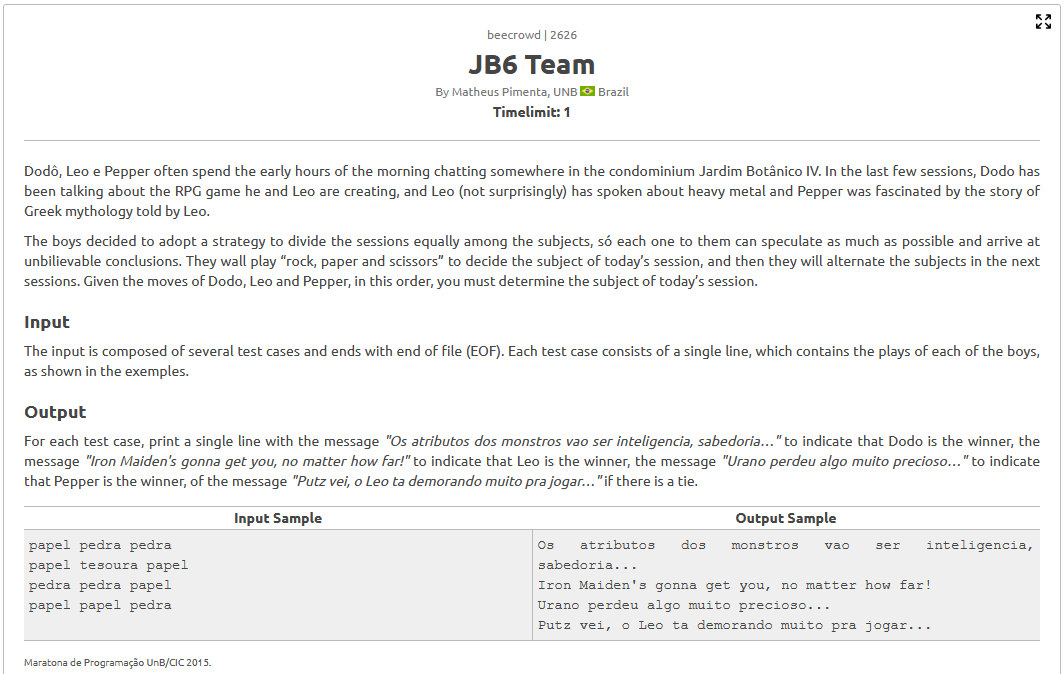 beecrowd | 2626
JB6 Team
By Matheus Pimenta, UNB Brazil
Timelimit: 1
Dodô, Leo e Pepper often spend the early hours of the morning chatting somewhere in the condominium Jardim Botânico IV. In the last few sessions, Dodo has
been talking about the RPG game he and Leo are creating, and Leo (not surprisingly) has spoken about heavy metal and Pepper was fascinated by the story of
Greek mythology told by Leo.
The boys decided to adopt a strategy to divide the sessions equally among the subjects, só each one to them can speculate as much as possible and arrive at
unbilievable conclusions. They wall play “rock, paper and scissors” to decide the subject of today’s session, and then they will alternate the subjects in the next
sessions. Given the moves of Dodo, Leo and Pepper, in this order, you must determine the subject of today’s session.
Input
The input is composed of several test cases and ends with end of file (EOF). Each test case consists of a single line, which contains the plays of each of the boys,
as shown in the exemples.
Output
For each test case, print a single line with the message "Os atributos dos monstros vao ser inteligencia, sabedoria..." to indicate that Dodo is the winner, the
message "Iron Maiden's gonna get you, no matter how far!" to indicate that Leo is the winner, the message "Urano perdeu algo muito precioso..." to indicate
that Pepper is the winner, of the message "Putz vei, o Leo ta demorando muito pra jogar..." if there is a tie.
Input Sample
papel pedra pedra
papel tesoura papel
pedra pedra papel
papel papel pedra
Output Sample
Os atributos dos monstros vao ser inteligencia,
sabedoria...
Iron Maiden's gonna get you, no matter how far!
Urano perdeu algo muito precioso...
Putz vei, o Leo ta demorando muito pra jogar...
Maratona de Programação UnB/CIC 2015.